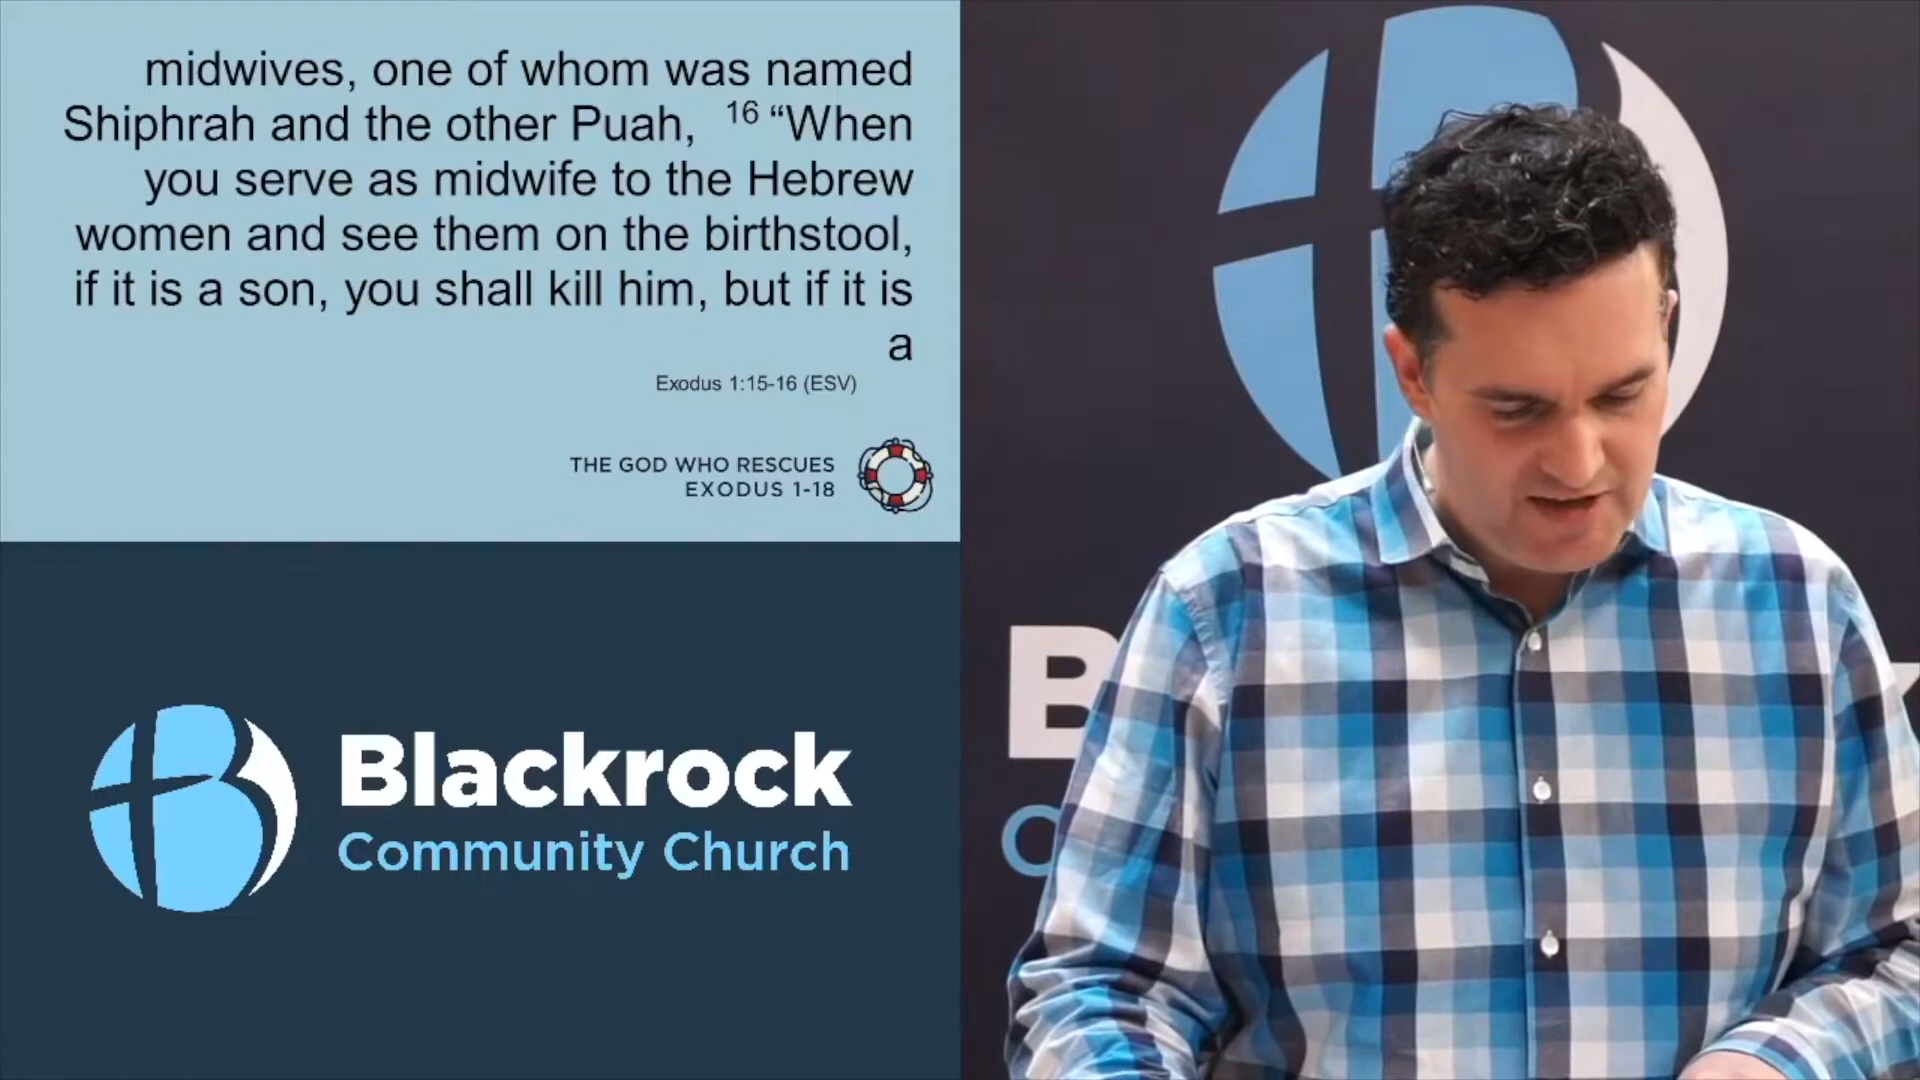 midwives, one of whom was named
Shiphrah and the other Puah, 16 “When
you serve as midwife to the Hebrew
women and see them on the birthstool,
if it is a son, you shall kill him, but if it is
a
Exodus 1:15-16 (ESV)
THE GOD WHO RESCUES
EXODUS 1-18
Blackrock
Community Church
B
C